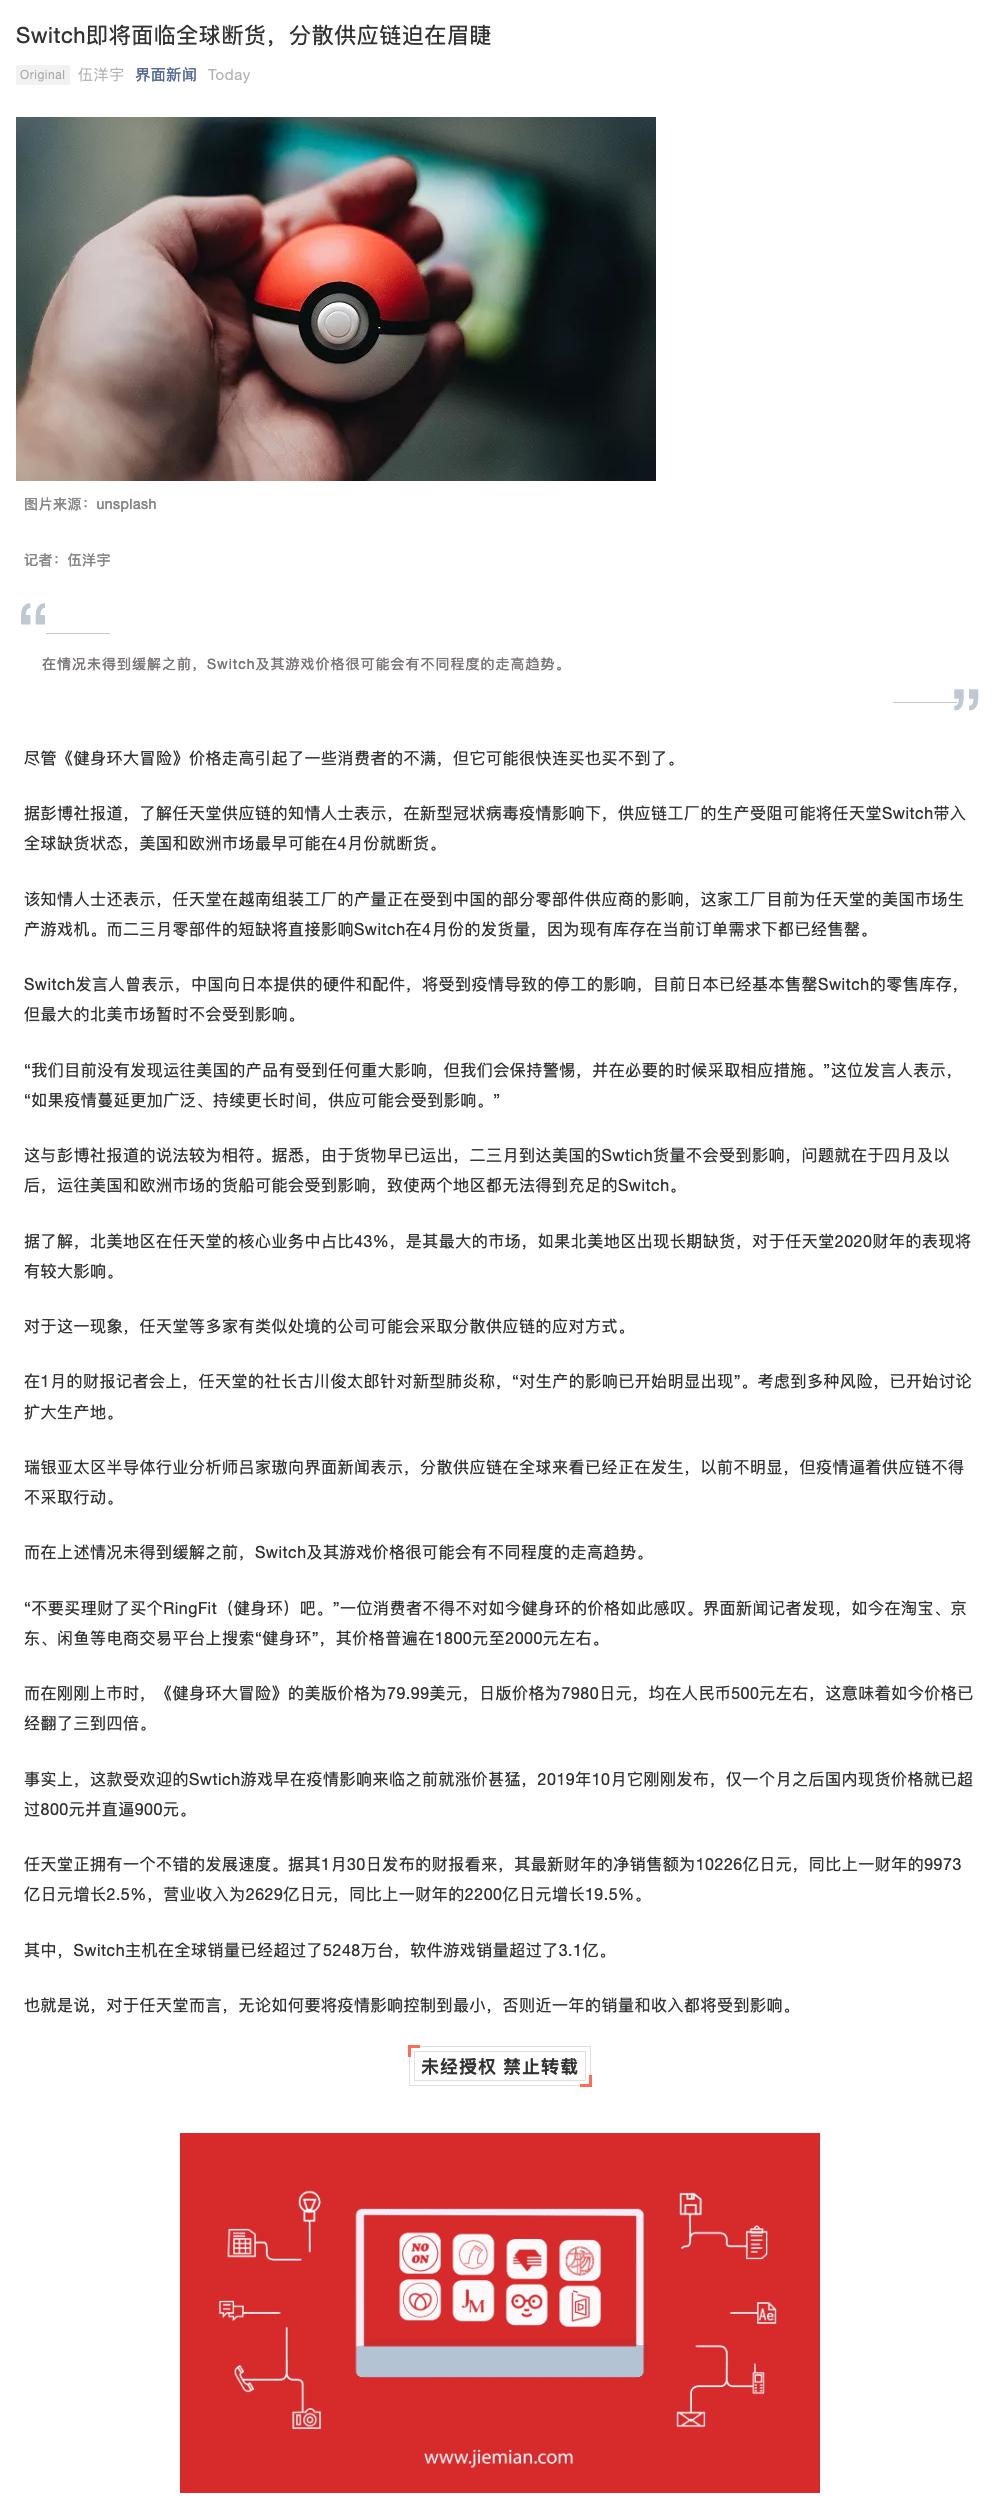 Switch即将面临全球断货，分散供应链迫在眉睫
Original 伍洋宇 界面新闻 Today
图片来源：unsplash
记者：伍洋宇
在情况未得到缓解之前，Switch及其游戏价格很可能会有不同程度的走高趋势。
尽管《健身环大冒险》价格走高引起了一些消费者的不满，但它可能很快连买也买不到了。
据彭博社报道，了解任天堂供应链的知情人士表示，在新型冠状病毒疫情影响下，供应链工厂的生产受阻可能将任天堂Switch带入
全球缺货状态，美国和欧洲市场最早可能在4月份就断货。
该知情人士还表示，任天堂在越南组装工厂的产量正在受到中国的部分零部件供应商的影响，这家工厂目前为任天堂的美国市场生
产游戏机。而二三月零部件的短缺将直接影响Switch在4月份的发货量，因为现有库存在当前订单需求下都已经售罄。
Switch发言人曾表示，中国向日本提供的硬件和配件，将受到疫情导致的停工的影响，目前日本已经基本售罄Switch的零售库存，
但最大的北美市场暂时不会受到影响。
“我们目前没有发现运往美国的产品有受到任何重大影响，但我们会保持警惕，并在必要的时候采取相应措施。”这位发言人表示，
“如果疫情蔓延更加广泛、持续更长时间，供应可能会受到影响。”
这与彭博社报道的说法较为相符。据悉，由于货物早已运出，二三月到达美国的Swtich货量不会受到影响，问题就在于四月及以
后，运往美国和欧洲市场的货船可能会受到影响，致使两个地区都无法得到充足的Switch。
据了解，北美地区在任天堂的核心业务中占比43%，是其最大的市场，如果北美地区出现长期缺货，对于任天堂2020财年的表现将
有较大影响。
对于这一现象，任天堂等多家有类似处境的公司可能会采取分散供应链的应对方式。
在1月的财报记者会上，任天堂的社长古川俊太郎针对新型肺炎称，“对生产的影响已开始明显出现”。考虑到多种风险，已开始讨论
扩大生产地。
瑞银亚太区半导体行业分析师吕家璈向界面新闻表示，分散供应链在全球来看已经正在发生，以前不明显，但疫情逼着供应链不得
不采取行动。
而在上述情况未得到缓解之前，Switch及其游戏价格很可能会有不同程度的走高趋势。
“不要买理财了买个RingFit（健身环）吧。”一位消费者不得不对如今健身环的价格如此感叹。界面新闻记者发现，如今在淘宝、京
东、闲鱼等电商交易平台上搜索“健身环”，其价格普遍在1800元至2000元左右。
而在刚刚上市时，《健身环大冒险》的美版价格为79.99美元，日版价格为7980日元，均在人民币500元左右，这意味着如今价格已
经翻了三到四倍。
事实上，这款受欢迎的Swtich游戏早在疫情影响来临之前就涨价甚猛，2019年10月它刚刚发布，仅一个月之后国内现货价格就已超
过800元并直逼900元。
任天堂正拥有一个不错的发展速度。据其1月30日发布的财报看来，其最新财年的净销售额为10226亿日元，同比上一财年的9973
亿日元增长2.5%，营业收入为2629亿日元，同比上一财年的2200亿日元增长19.5%。
其中，Switch主机在全球销量已经超过了5248万台，软件游戏销量超过了3.1亿。
也就是说，对于任天堂而言，无论如何要将疫情影响控制到最小，否则近一年的销量和收入都将受到影响。
未经授权 禁止转载
NO
ON
JM
Ae
www.jiemian.com